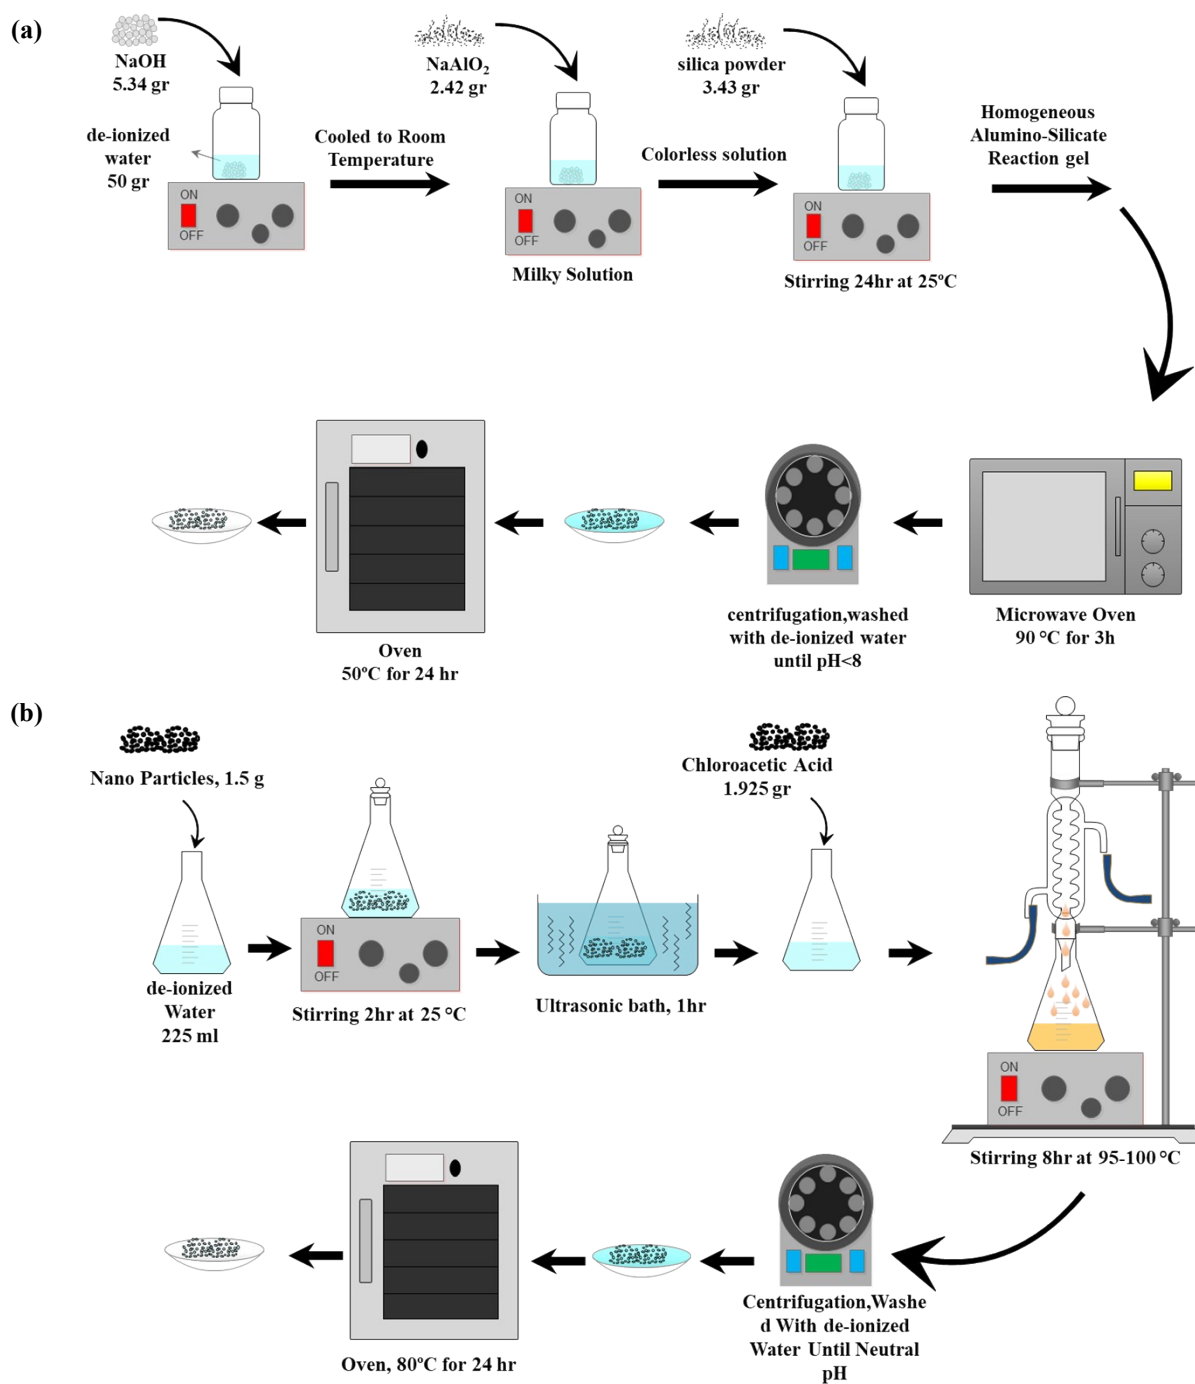 (a)
NaOH
5.34 gr
de-ionized
water
50 gr
ON
OFF
Cooled to Room
Temperature
NaAlO₂
2.42 gr
ON
OFF
Milky Solution
Colorless solution
silica powder
3.43 gr
ON
OFF
Stirring 24hr at 25ºC
Homogeneous
Alumino-Silicate
Reaction gel
Microwave Oven
90 °C for 3h
centrifugation,washed
with de-ionized water
until pH<8
Oven
50ºC for 24 hr
(b)
Nano Particles, 1.5 g
de-ionized
Water
225 ml
ON
OFF
Stirring 2hr at 25 °C
Ultrasonic bath, 1hr
Chloroacetic Acid
1.925 gr
ON
OFF
Stirring 8hr at 95-100 °C
Centrifugation,Washe
d With de-ionized
Water Until Neutral
pH
Oven, 80ºC for 24 hr